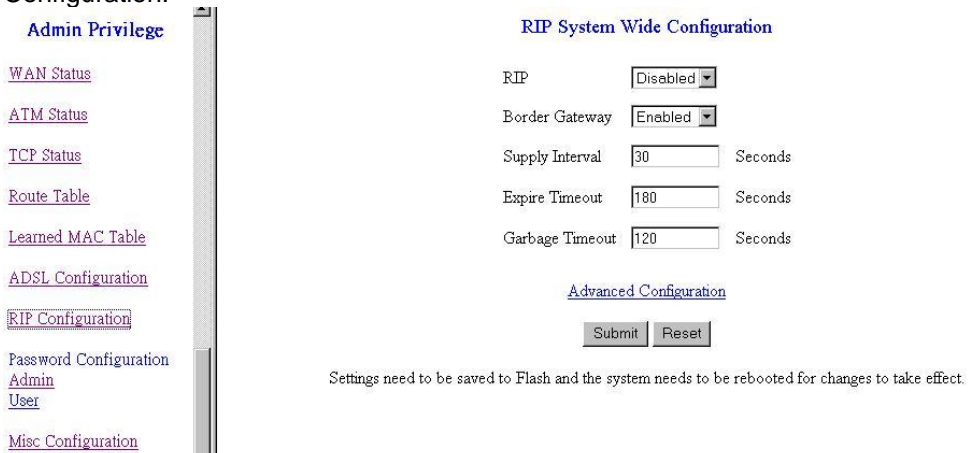 Configuration.
Admin Privilege
WAN Status
ATM Status
TCP Status
Route Table
Learned MAC Table
ADSL Configuration
RIP Configuration
Password Configuration
Admin
User
Misc Configuration
RIP System Wide Configuration
RIP Disabled
Border Gateway Enabled
Supply Interval 30 Seconds
Expire Timeout 180 Seconds
Garbage Timeout 120 Seconds
Advanced Configuration
Submit Reset
Settings need to be saved to Flash and the system needs to be rebooted for changes to take effect.